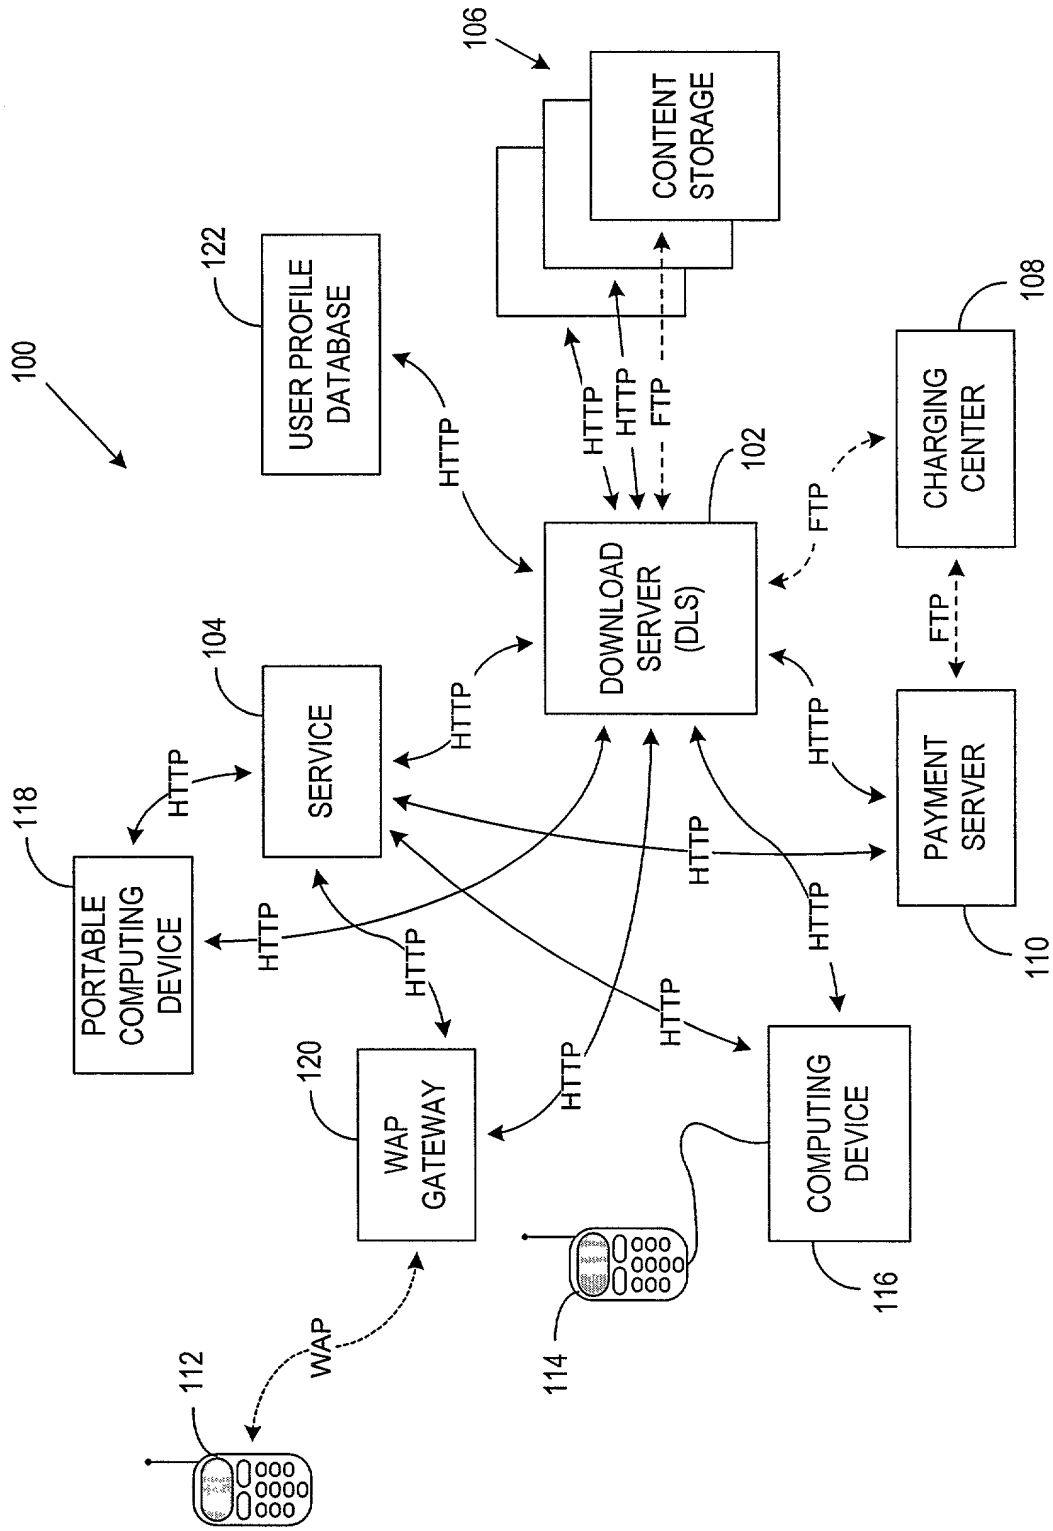 100
112
WAP
120
WAP
GATEWAY
118
PORTABLE
COMPUTING
DEVICE
HTTP
HTTP
HTTP
104
SERVICE
HTTP
122
USER PROFILE
DATABASE
HTTP
106
CONTENT
STORAGE
HTTP
HTTP
FTP
102
DOWNLOAD
SERVER
(DLS)
HTTP
HTTP
HTTP
HTTP
HTTP
FTP
114
116
COMPUTING
DEVICE
110
PAYMENT
SERVER
FTP
108
CHARGING
CENTER